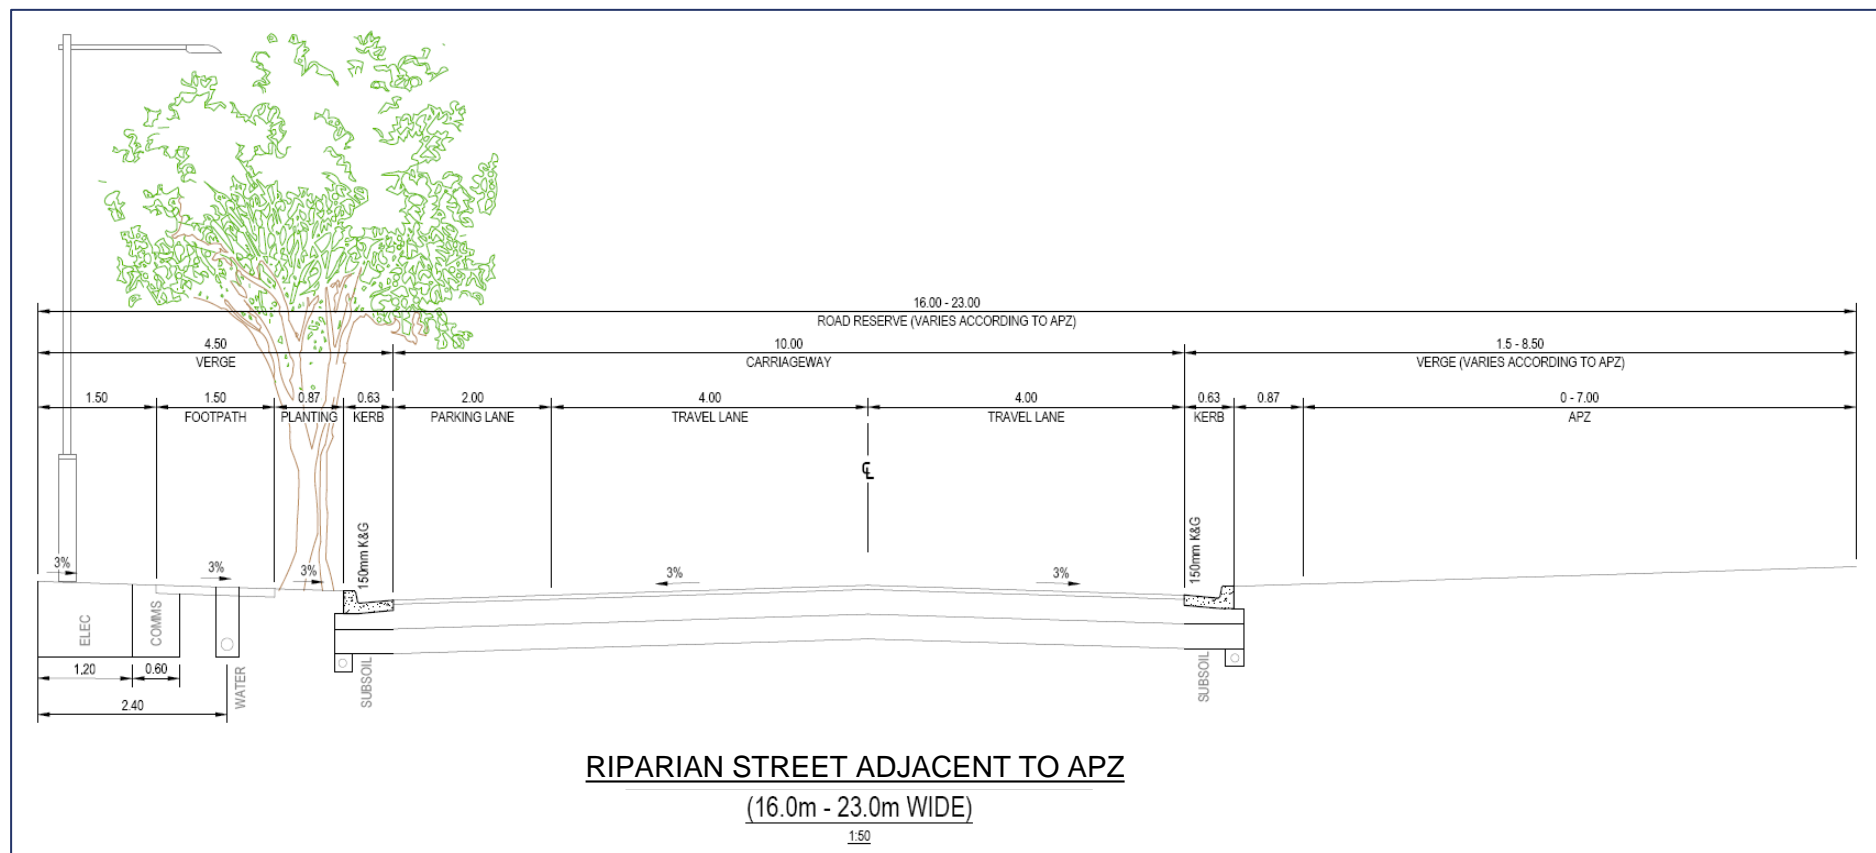 16.00 - 23.00
ROAD RESERVE (VARIES ACCORDING TO APZ)
4.50 10.00 1.5 - 8.50
VERGE CARRIAGEWAY VERGE (VARIES ACCORDING TO APZ)
1.50 1.50 0.87 0.63 2.00 4.00 4.00 0.63 0.87 0 - 7.00
FOOTPATH PLANTING KERB PARKING LANE TRAVEL LANE TRAVEL LANE KERB APZ
℄
150mm K&G 150mm K&G
3% 3% 3% 3% 3%
ELEC COMMS
WATER SUBSOIL SUBSOIL
1.20 0.60
2.40
RIPARIAN STREET ADJACENT TO APZ
(16.0m - 23.0m WIDE)
1:50